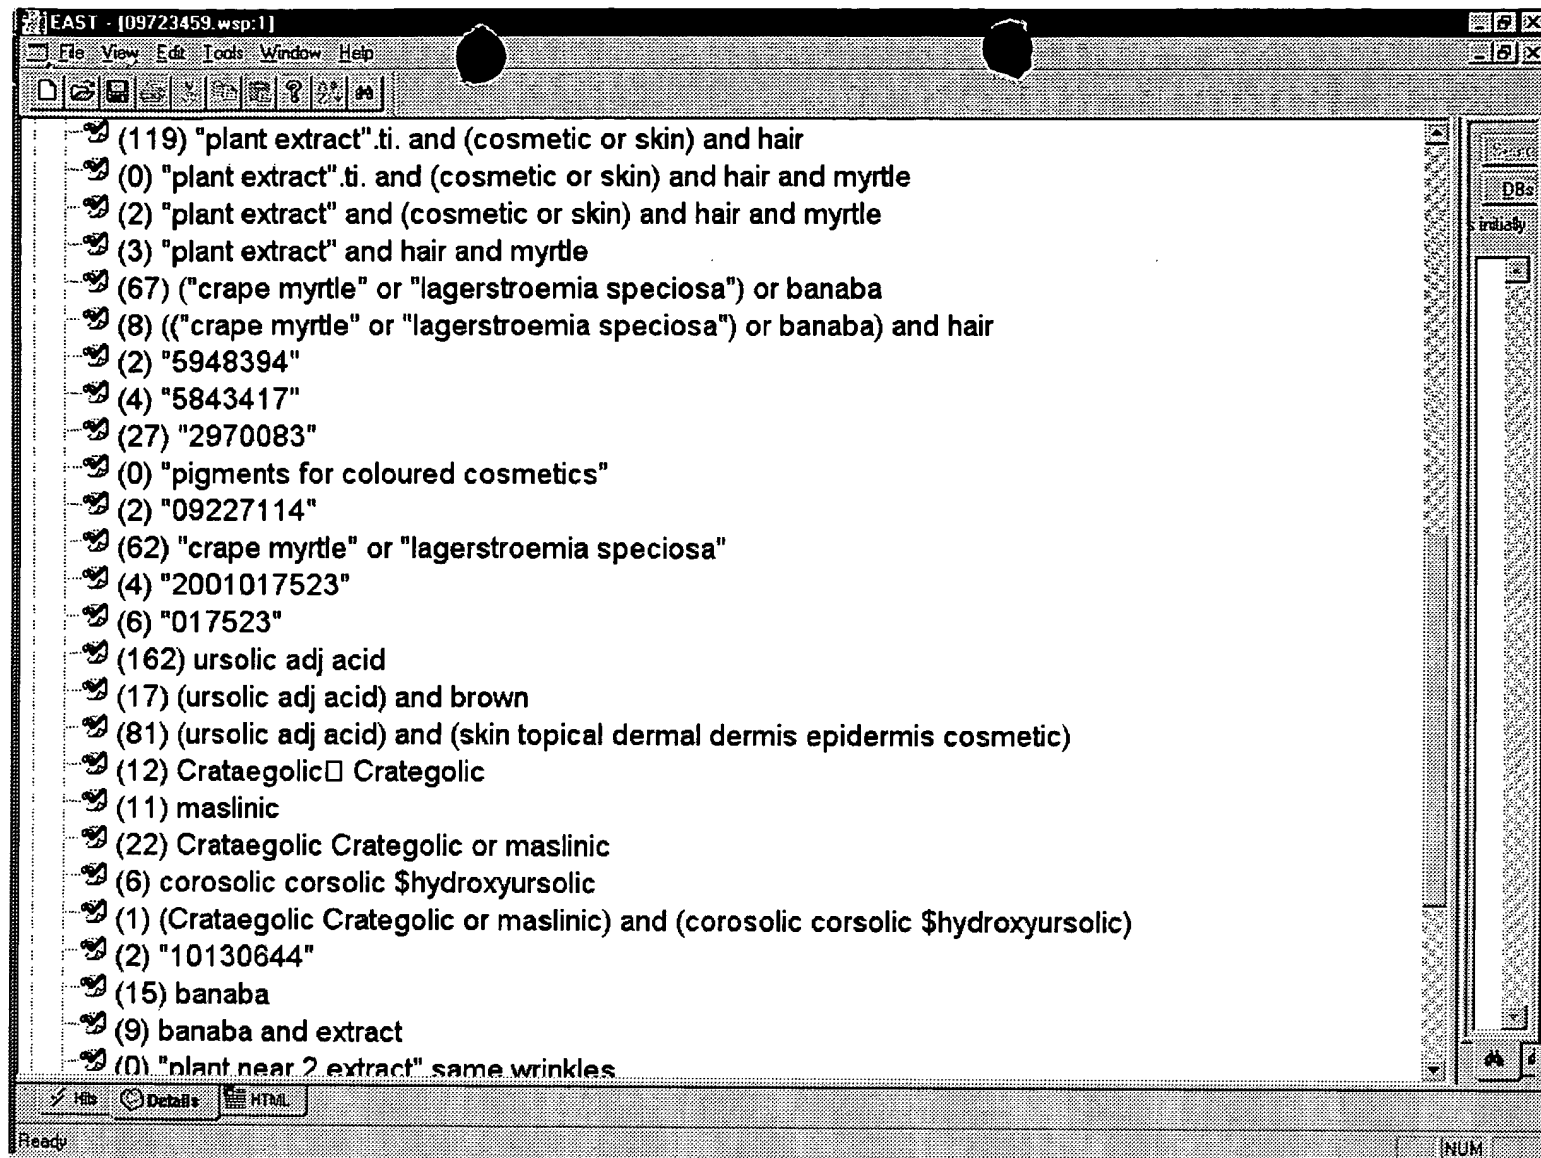 EAST - [09723459.wsp:1]
File View Edit Tools Window Help
(119) "plant extract".ti. and (cosmetic or skin) and hair
(0) "plant extract".ti. and (cosmetic or skin) and hair and myrtle
(2) "plant extract" and (cosmetic or skin) and hair and myrtle
(3) "plant extract" and hair and myrtle
(67) ("crape myrtle" or "lagerstroemia speciosa") or banaba
(8) (("crape myrtle" or "lagerstroemia speciosa") or banaba) and hair
(2) "5948394"
(4) "5843417"
(27) "2970083"
(0) "pigments for coloured cosmetics"
(2) "09227114"
(62) "crape myrtle" or "lagerstroemia speciosa"
(4) "2001017523"
(6) "017523"
(162) ursolic adj acid
(17) (ursolic adj acid) and brown
(81) (ursolic adj acid) and (skin topical dermal dermis epidermis cosmetic)
(12) Crataegolic□ Crategolic
(11) maslinic
(22) Crataegolic Crategolic or maslinic
(6) corosolic corsolic $hydroxyursolic
(1) (Crataegolic Crategolic or maslinic) and (corosolic corsolic $hydroxyursolic)
(2) "10130644"
(15) banaba
(9) banaba and extract
(0) "plant near 2 extract" same wrinkles
DBs
initially
Hits Details HTML
Ready
NUM